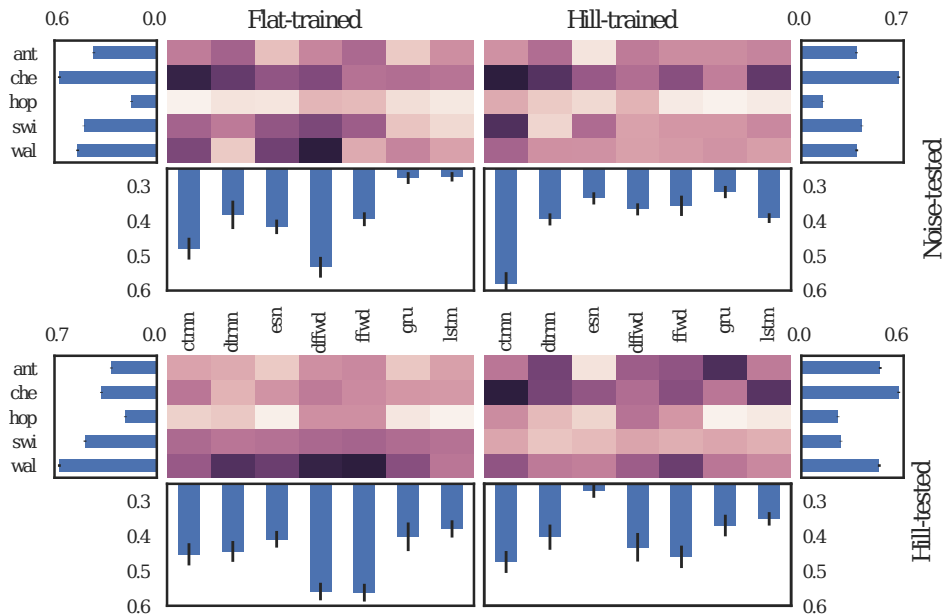 Flat-trained Hill-trained
0.6 0.0 0.0 0.7
ant
che
hop
swi
wal
0.3 0.3
0.4 0.4
0.5 0.5
0.6 0.6
Noise-tested
ctrnn dtrnn esn dffwd ffwd gru lstm ctrnn dtrnn esn dffwd ffwd gru lstm
0.7 0.0 0.0 0.6
ant
che
hop
swi
wal
0.3 0.3
0.4 0.4
0.5 0.5
0.6 0.6
Hill-tested